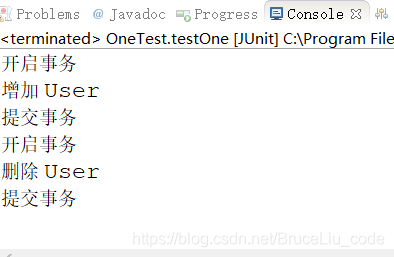 Problems @ Javadoc Progress Console
<terminated> OneTest.testOne [JUnit] C:\Program File
开启事务
增加 User
提交事务
开启事务
删除 User
提交事务
https://blog.csdn.net/BruceLiu_code